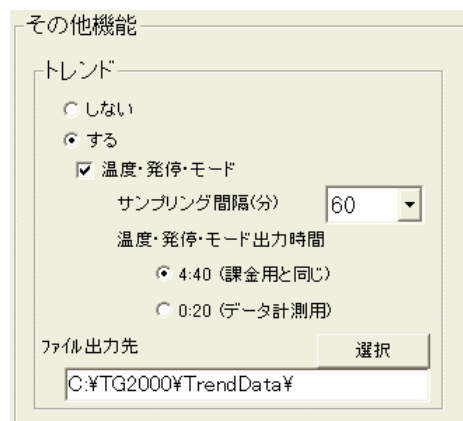 その他機能
トレンド
しない
する
温度・発停・モード
サンプリング間隔(分) 60
温度・発停・モード出力時間
4:40 (課金用と同じ)
0:20 (データ計測用)
ファイル出力先 選択
C:¥TG2000¥TrendData¥